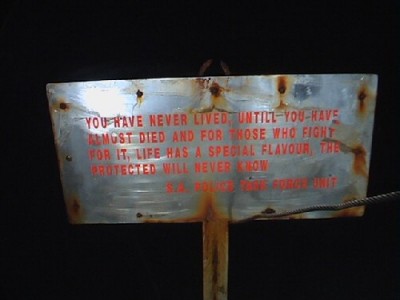 YOU HAVE NEVER LIVED, UNTILL YOU HAVE
ALMOST DIED AND FOR THOSE WHO FIGHT
FOR IT, LIFE HAS A SPECIAL FLAVOUR, THE
PROTECTED WILL NEVER KNOW
S.A. POLICE TASK FORCE UNIT